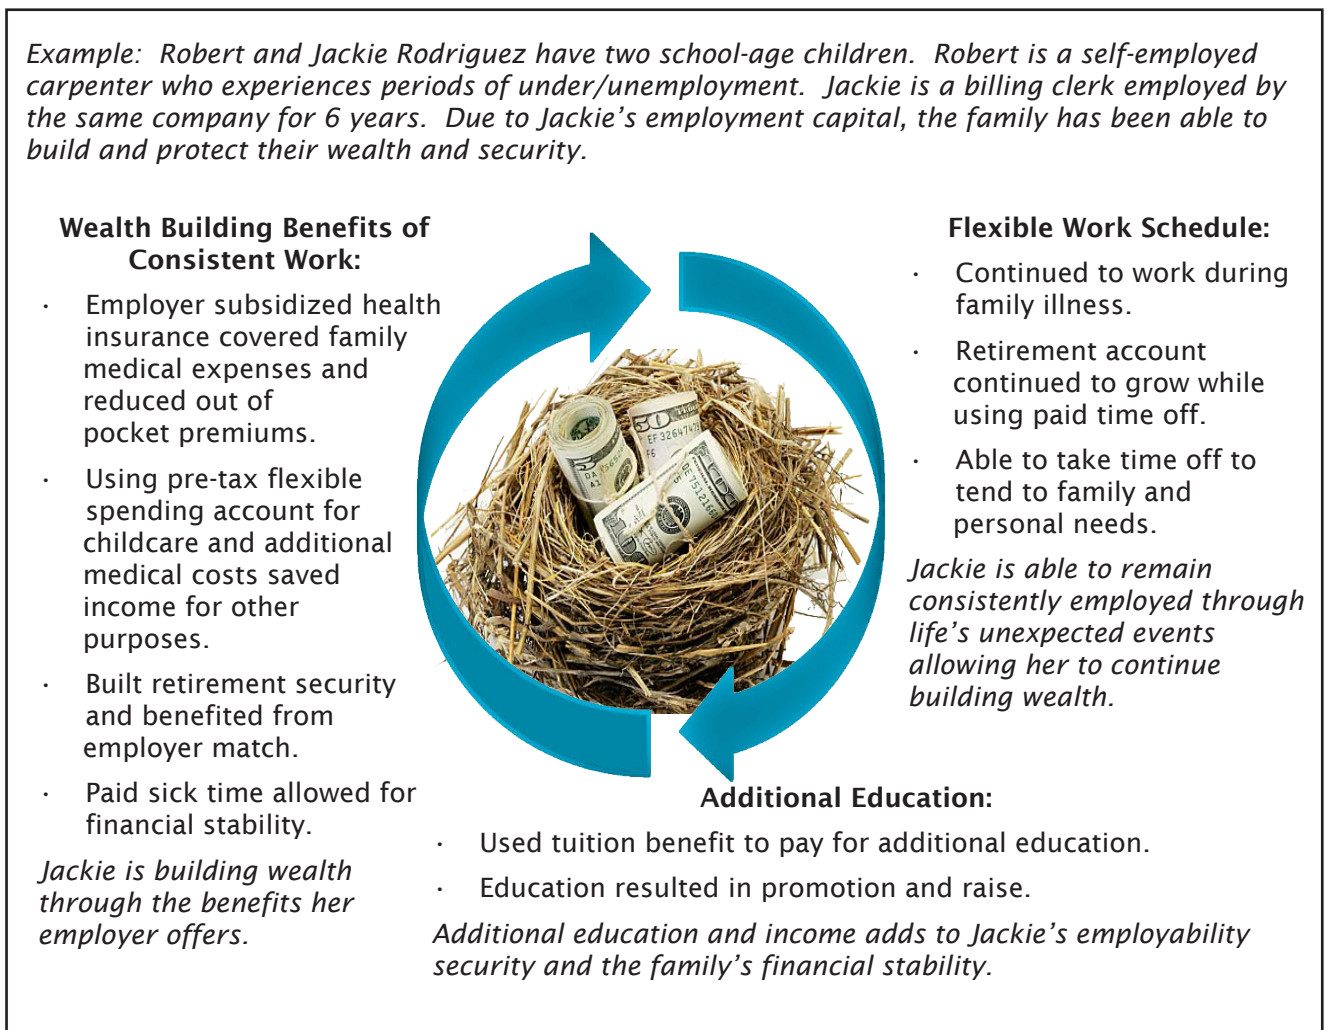 Example:  Robert and Jackie Rodriguez have two school-age children.  Robert is a self-employed
carpenter who experiences periods of under/unemployment.  Jackie is a billing clerk employed by
the same company for 6 years.  Due to Jackie's employment capital, the family has been able to
build and protect their wealth and security.
Wealth Building Benefits of
Consistent Work:
· Employer subsidized health
insurance covered family
medical expenses and
reduced out of
pocket premiums.
· Using pre-tax flexible
spending account for
childcare and additional
medical costs saved
income for other
purposes.
· Built retirement security
and benefited from
employer match.
· Paid sick time allowed for
financial stability.
Jackie is building wealth
through the benefits her
employer offers.
Flexible Work Schedule:
· Continued to work during
family illness.
· Retirement account
continued to grow while
using paid time off.
· Able to take time off to
tend to family and
personal needs.
Jackie is able to remain
consistently employed through
life's unexpected events
allowing her to continue
building wealth.
Additional Education:
· Used tuition benefit to pay for additional education.
· Education resulted in promotion and raise.
Additional education and income adds to Jackie's employability
security and the family's financial stability.